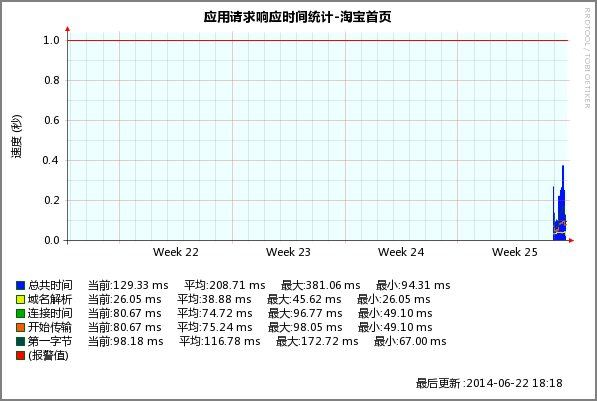 应用请求响应时间统计-淘宝首页
RRDTOOL / TOBI OETIKER
速度 (秒)
1.0
0.8
0.6
0.4
0.2
0.0
Week 22 Week 23 Week 24 Week 25
总共时间 当前:129.33 ms 平均:208.71 ms 最大:381.06 ms 最小:94.31 ms
域名解析 当前:26.05 ms 平均:38.88 ms 最大:45.62 ms 最小:26.05 ms
连接时间 当前:80.67 ms 平均:74.72 ms 最大:96.77 ms 最小:49.10 ms
开始传输 当前:80.67 ms 平均:75.24 ms 最大:98.05 ms 最小:49.10 ms
第一字节 当前:98.18 ms 平均:116.78 ms 最大:172.72 ms 最小:67.00 ms
(报警值)
最后更新 :2014-06-22 18:18